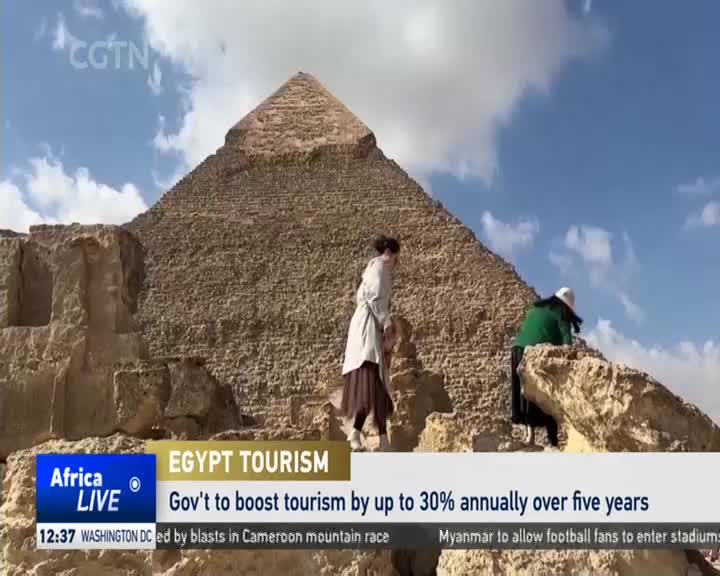 CGTN
EGYPT TOURISM
Africa
LIVE
Gov't to boost tourism by up to 30% annually over five years
12:37 WASHINGTON DC
ed by blasts in Cameroon mountain race
Myanmar to allow football fans to enter stadium